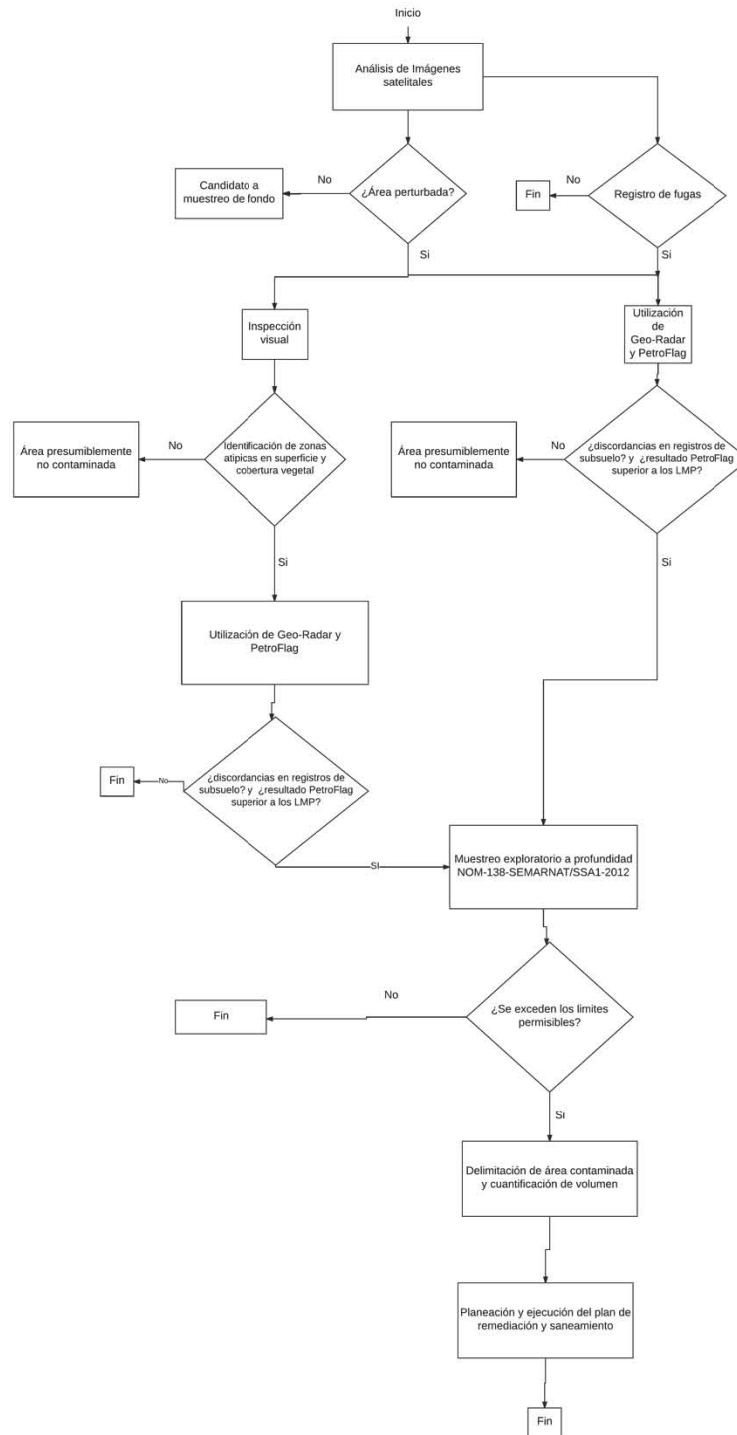 Inicio
Análisis de Imágenes
satelitales
No
Candidato a
muestreo de fondo
¿Área perturbada?
No
Fin
Registro de fugas
Si
Si
Inspección
visual
Utilización
de
Geo-Radar
y PetroFlag
No
Área presumiblemente
no contaminada
Identificación de zonas
atipicas en superficie y
cobertura vegetal
No
Área presumiblemente
no contaminada
¿discordancias en registros de
subsuelo? y ¿resultado PetroFlag
superior a los LMP?
Si
Si
Utilización de Geo-Radar y
PetroFlag
Fin
No
¿discordancias en registros de
subsuelo? y ¿resultado PetroFlag
superior a los LMP?
SI
Muestreo exploratorio a profundidad
NOM-138-SEMARNAT/SSA1-2012
No
Fin
¿Se exceden los limites
permisibles?
Si
Delimitación de área contaminada
y cuantificación de volumen
Planeación y ejecución del plan de
remediación y saneamiento
Fin